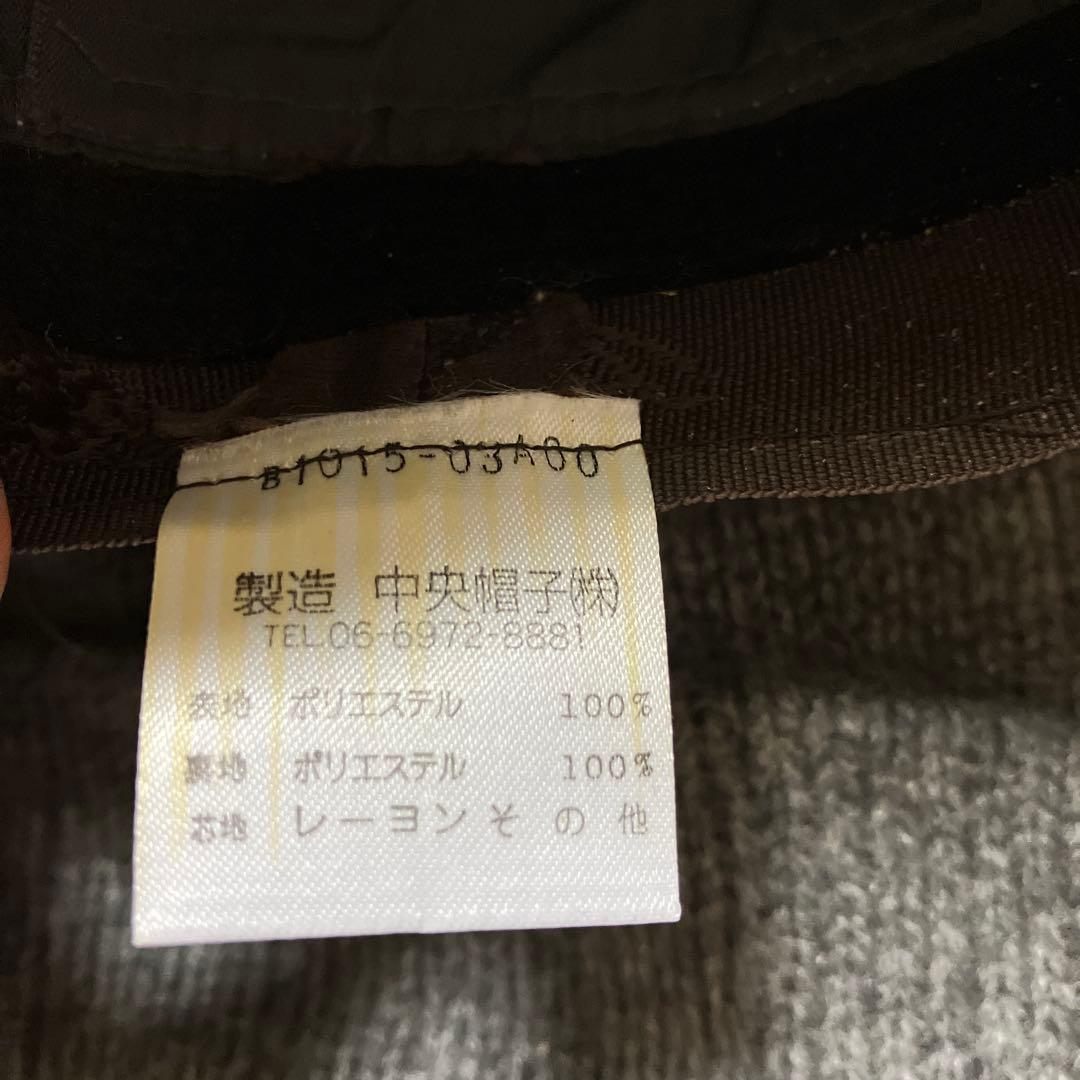 B1015-03A00
製造 中央帽子㈱
TEL.06-6972-8881
表地 ポリエステル 100%
裏地 ポリエステル 100%
芯地 レーヨンその他